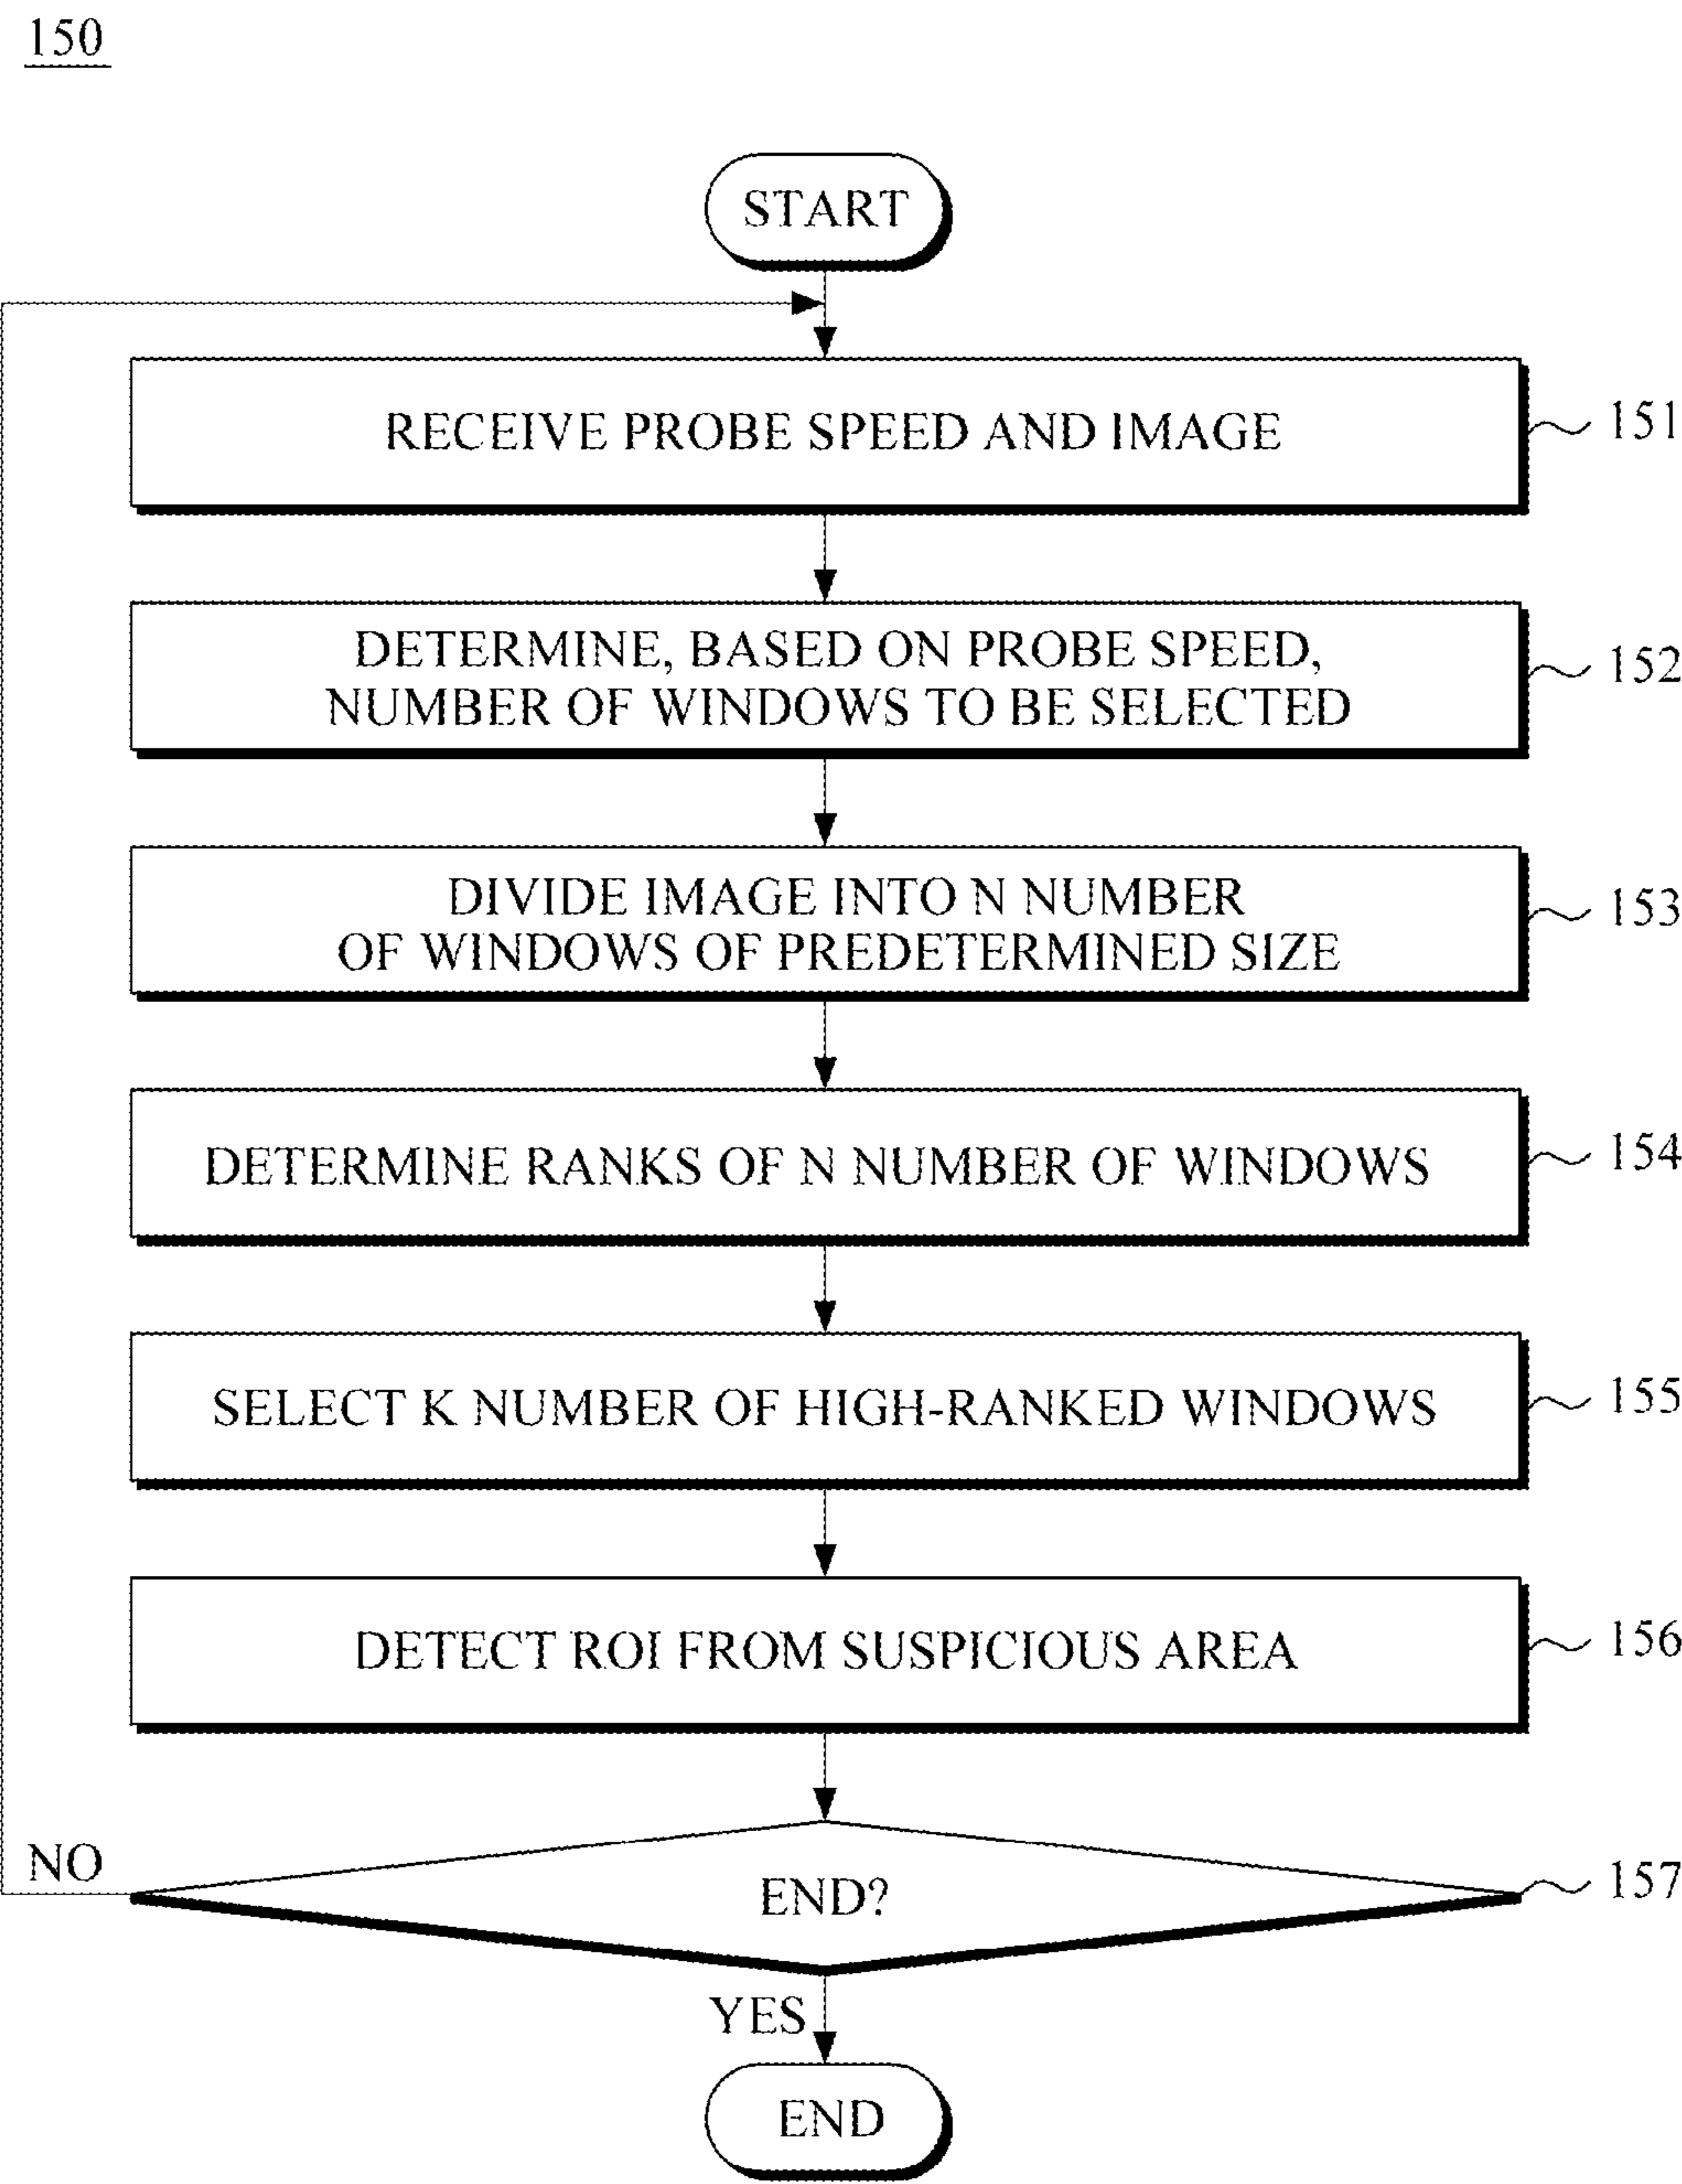 150
START
RECEIVE PROBE SPEED AND IMAGE
151
DETERMINE, BASED ON PROBE SPEED,
NUMBER OF WINDOWS TO BE SELECTED
152
DIVIDE IMAGE INTO N NUMBER
OF WINDOWS OF PREDETERMINED SIZE
153
DETERMINE RANKS OF N NUMBER OF WINDOWS
154
SELECT K NUMBER OF HIGH-RANKED WINDOWS
155
DETECT ROI FROM SUSPICIOUS AREA
156
NO
END?
157
YES
END